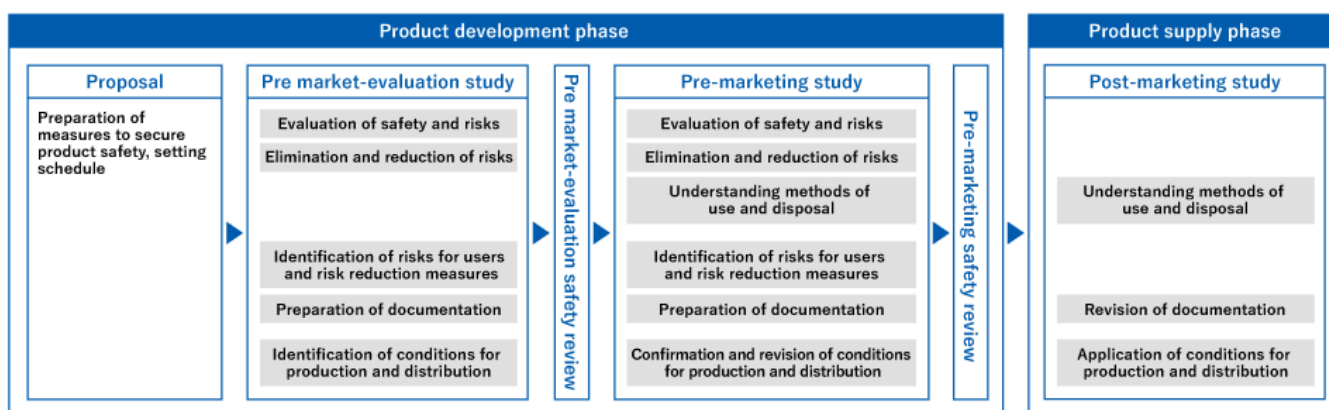 Product development phase
Product supply phase
Proposal
Preparation of
measures to secure
product safety, setting
schedule
Pre market-evaluation study
Evaluation of safety and risks
Elimination and reduction of risks
Identification of risks for users
and risk reduction measures
Preparation of documentation
Identification of conditions for
production and distribution
Pre market-evaluation safety review
Pre-marketing study
Evaluation of safety and risks
Elimination and reduction of risks
Understanding methods of
use and disposal
Identification of risks for users
and risk reduction measures
Preparation of documentation
Confirmation and revision of conditions
for production and distribution
Pre-marketing safety review
Post-marketing study
Understanding methods of
use and disposal
Revision of documentation
Application of conditions for
production and distribution